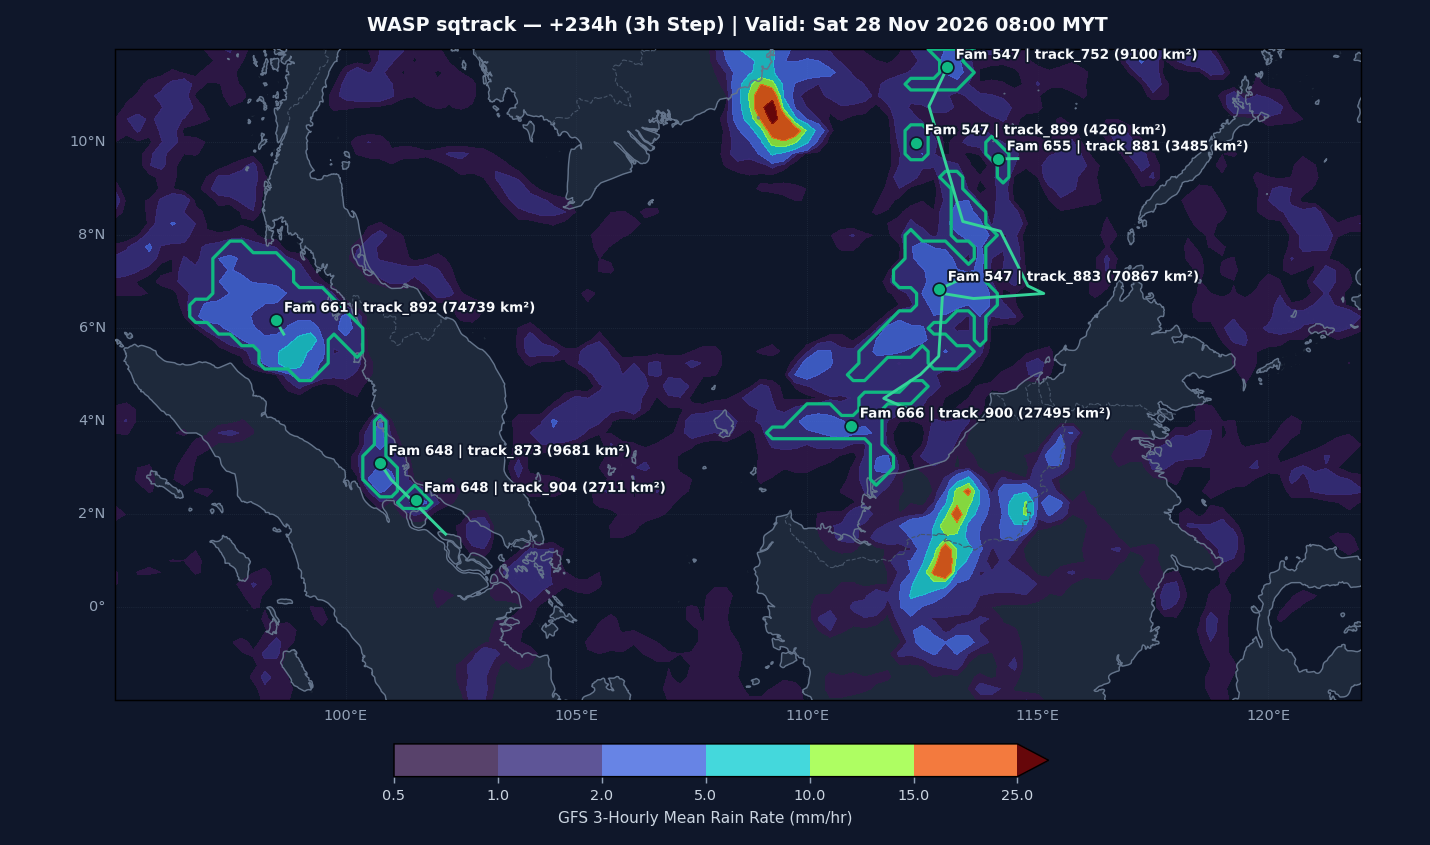 WASP sqtrack — +234h (3h Step) | Valid: Sat 28 Nov 2026 08:00 MYT
Fam 547 | track_752 (9100 km²)
Fam 547 | track_899 (4260 km²)
10°N
Fam 655 | track_881 (3485 km²)
8°N
Fam 547 | track_883 (70867 km²)
Fam 661 | track_892 (74739 km²)
6°N
4°N
Fam 666 | track_900 (27495 km²)
Fam 648 | track_873 (9681 km²)
Fam 648 | track_904 (2711 km²)
2°N
0°
100°E 105°E 110°E 115°E 120°E
0.5 1.0 2.0 5.0 10.0 15.0 25.0
GFS 3-Hourly Mean Rain Rate (mm/hr)